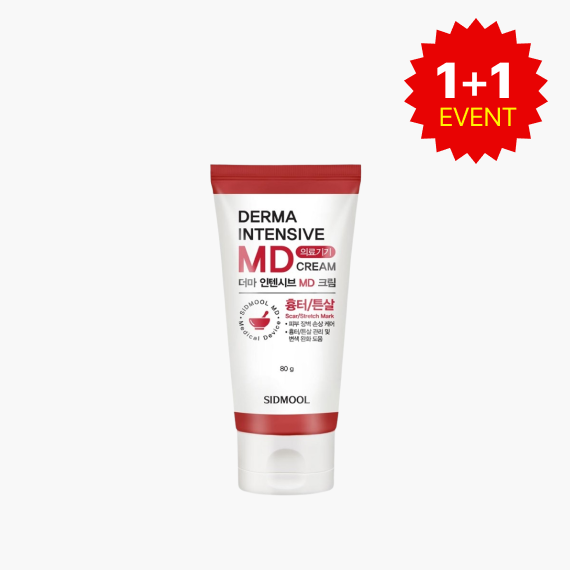 1+1
EVENT
DERMA
INTENSIVE
MD 의료기기
CREAM
더마 인텐시브 MD 크림
SIDMOOL MD
Medical Device
흉터/튼살
Scar/Stretch Mark
• 피부 장벽 손상 케어
• 흉터/튼살 관리 및
변색 완화 도움
80 g
SIDMOOL